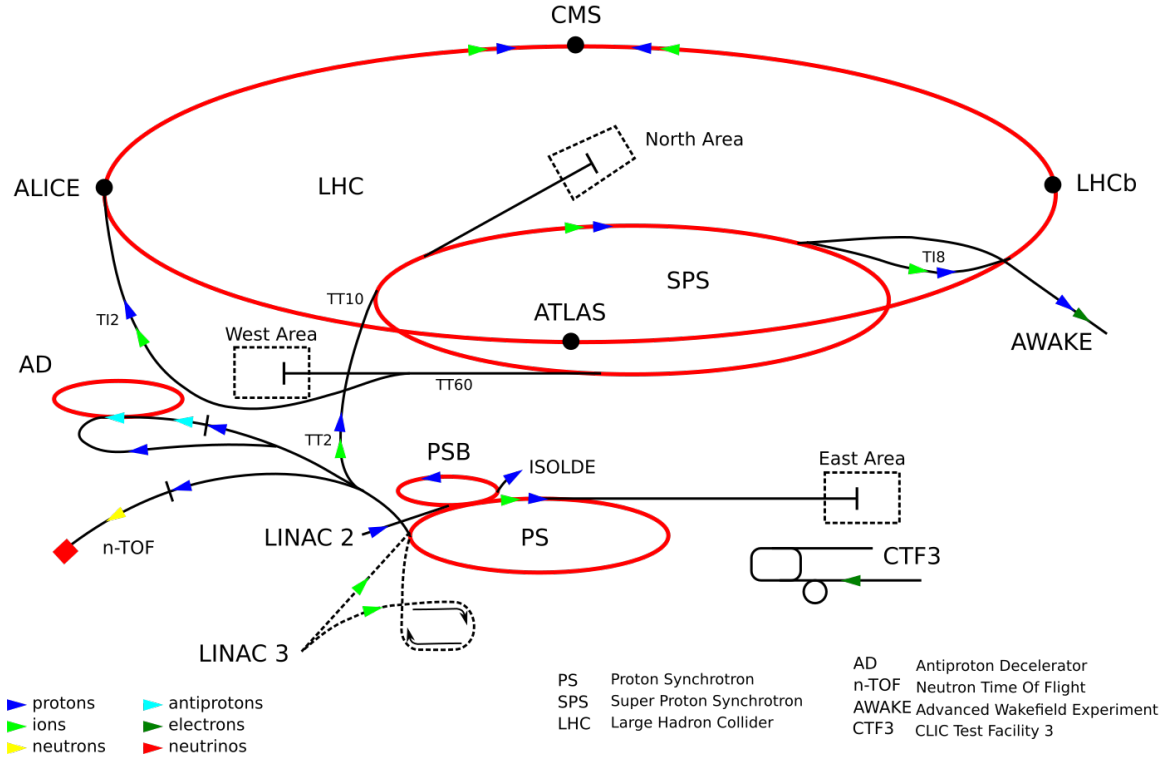 CMS
North Area
ALICE
LHC
LHCb
TI8
SPS
TT10
ATLAS
TI2
West Area
AWAKE
AD
TT60
TT2
PSB
ISOLDE
East Area
LINAC 2
PS
n-TOF
CTF3
LINAC 3
protons
ions
neutrons
antiprotons
electrons
neutrinos
PS Proton Synchrotron
SPS Super Proton Synchrotron
LHC Large Hadron Collider
AD Antiproton Decelerator
n-TOF Neutron Time Of Flight
AWAKE Advanced Wakefield Experiment
CTF3 CLIC Test Facility 3